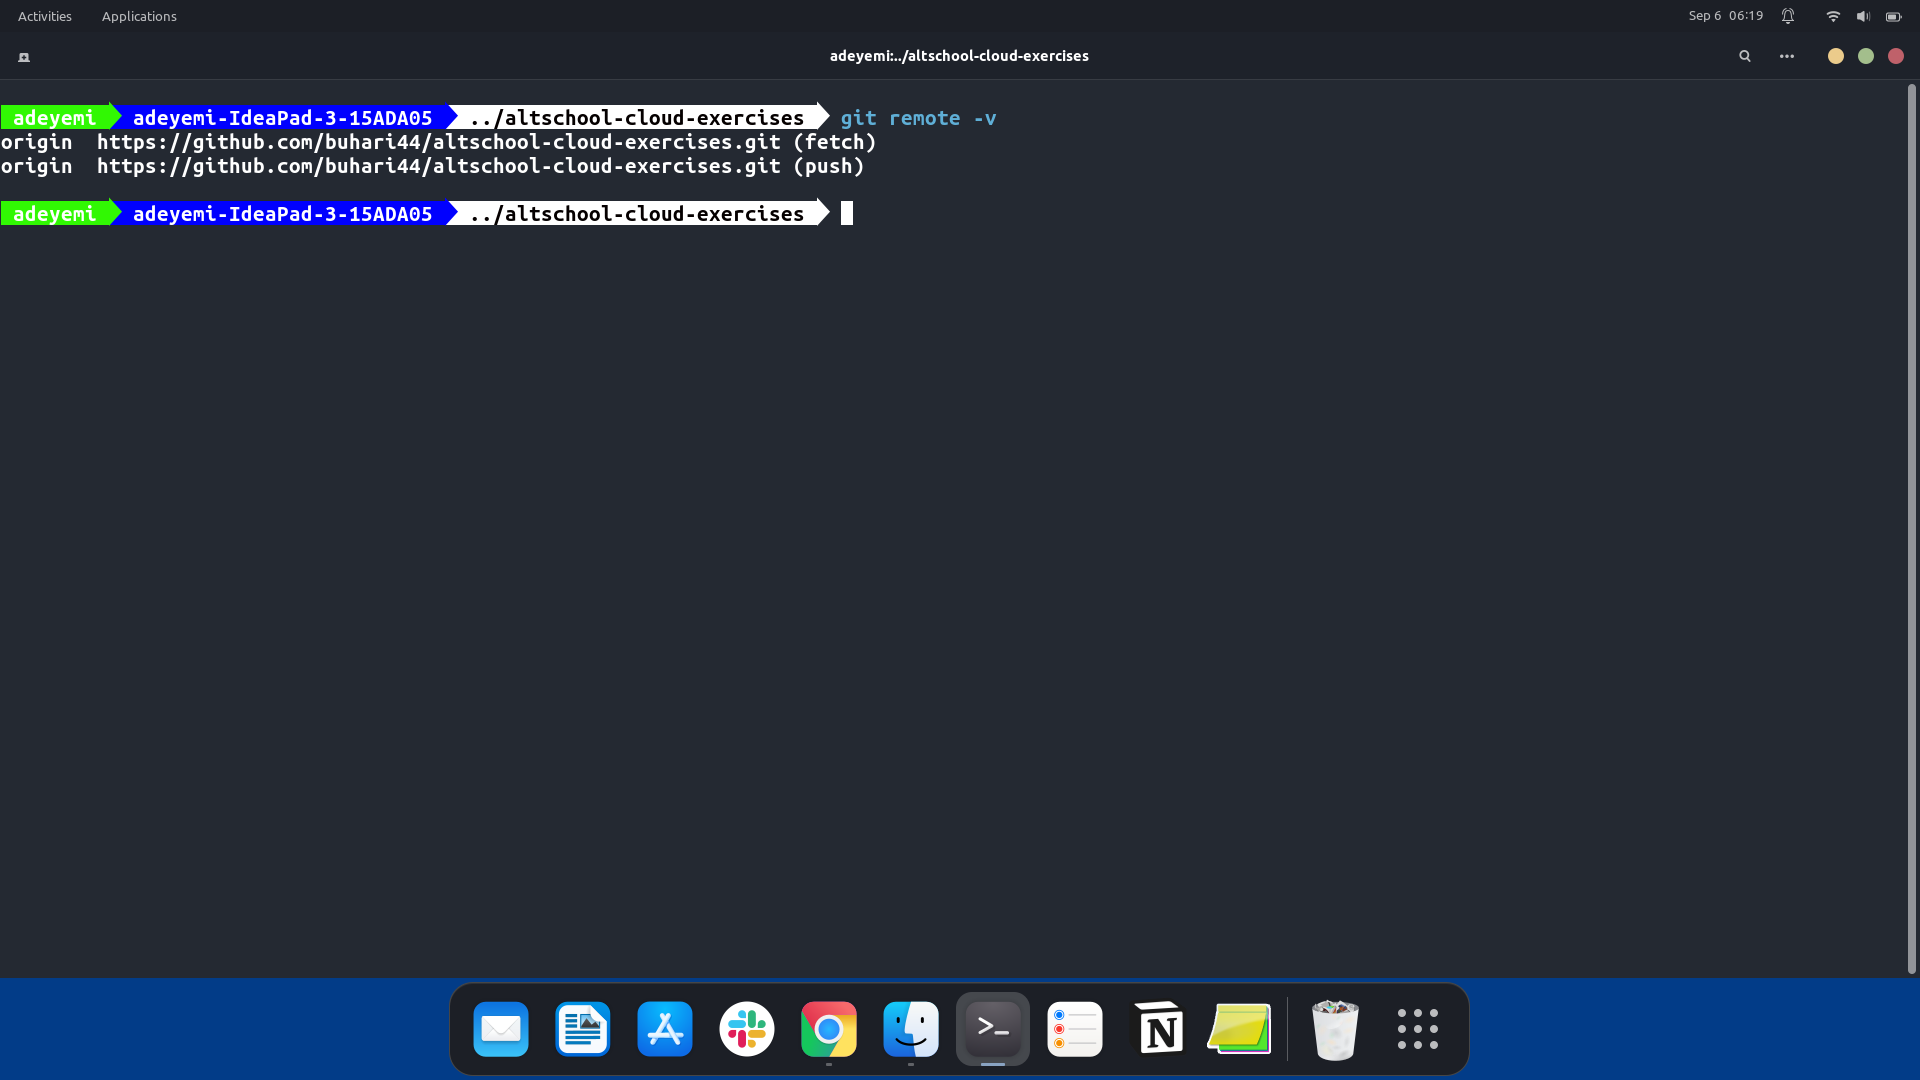 Activities Applications Sep 6 06:19
adeyemi:../altschool-cloud-exercises
adeyemi adeyemi-IdeaPad-3-15ADA05 ../altschool-cloud-exercises git remote -v
origin https://github.com/buhari44/altschool-cloud-exercises.git (fetch)
origin https://github.com/buhari44/altschool-cloud-exercises.git (push)
adeyemi adeyemi-IdeaPad-3-15ADA05 ../altschool-cloud-exercises